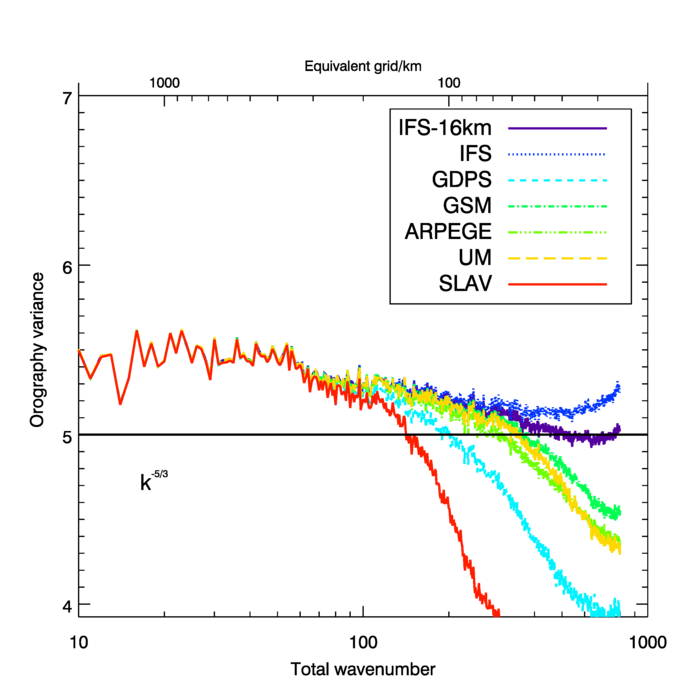 Equivalent grid/km
1000 100
7
IFS-16km
IFS
GDPS
GSM
ARPEGE
UM
SLAV
6
Orography variance
5
k-5/3
4
10 100 1000
Total wavenumber